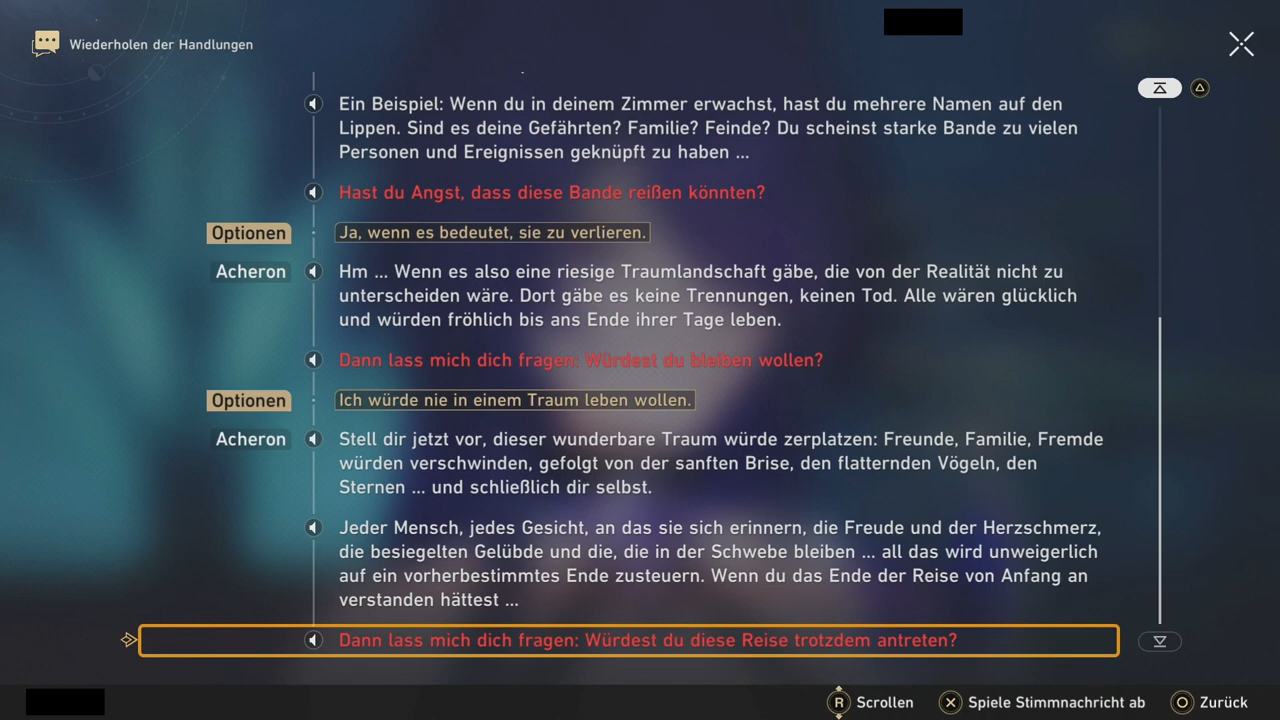 Wiederholen der Handlungen
Ein Beispiel: Wenn du in deinem Zimmer erwachst, hast du mehrere Namen auf den
Lippen. Sind es deine Gefährten? Familie? Feinde? Du scheinst starke Bande zu vielen
Personen und Ereignissen geknüpft zu haben ...
Hast du Angst, dass diese Bande reißen könnten?
Optionen
Ja, wenn es bedeutet, sie zu verlieren.
Acheron
Hm ... Wenn es also eine riesige Traumlandschaft gäbe, die von der Realität nicht zu
unterscheiden wäre. Dort gäbe es keine Trennungen, keinen Tod. Alle wären glücklich
und würden fröhlich bis ans Ende ihrer Tage leben.
Dann lass mich dich fragen: Würdest du bleiben wollen?
Optionen
Ich würde nie in einem Traum leben wollen.
Acheron
Stell dir jetzt vor, dieser wunderbare Traum würde zerplatzen: Freunde, Familie, Fremde
würden verschwinden, gefolgt von der sanften Brise, den flatternden Vögeln, den
Sternen ... und schließlich dir selbst.
Jeder Mensch, jedes Gesicht, an das sie sich erinnern, die Freude und der Herzschmerz,
die besiegelten Gelübde und die, die in der Schwebe bleiben ... all das wird unweigerlich
auf ein vorherbestimmtes Ende zusteuern. Wenn du das Ende der Reise von Anfang an
verstanden hättest ...
Dann lass mich dich fragen: Würdest du diese Reise trotzdem antreten?
R Scrollen
Spiele Stimmnachricht ab
Zurück